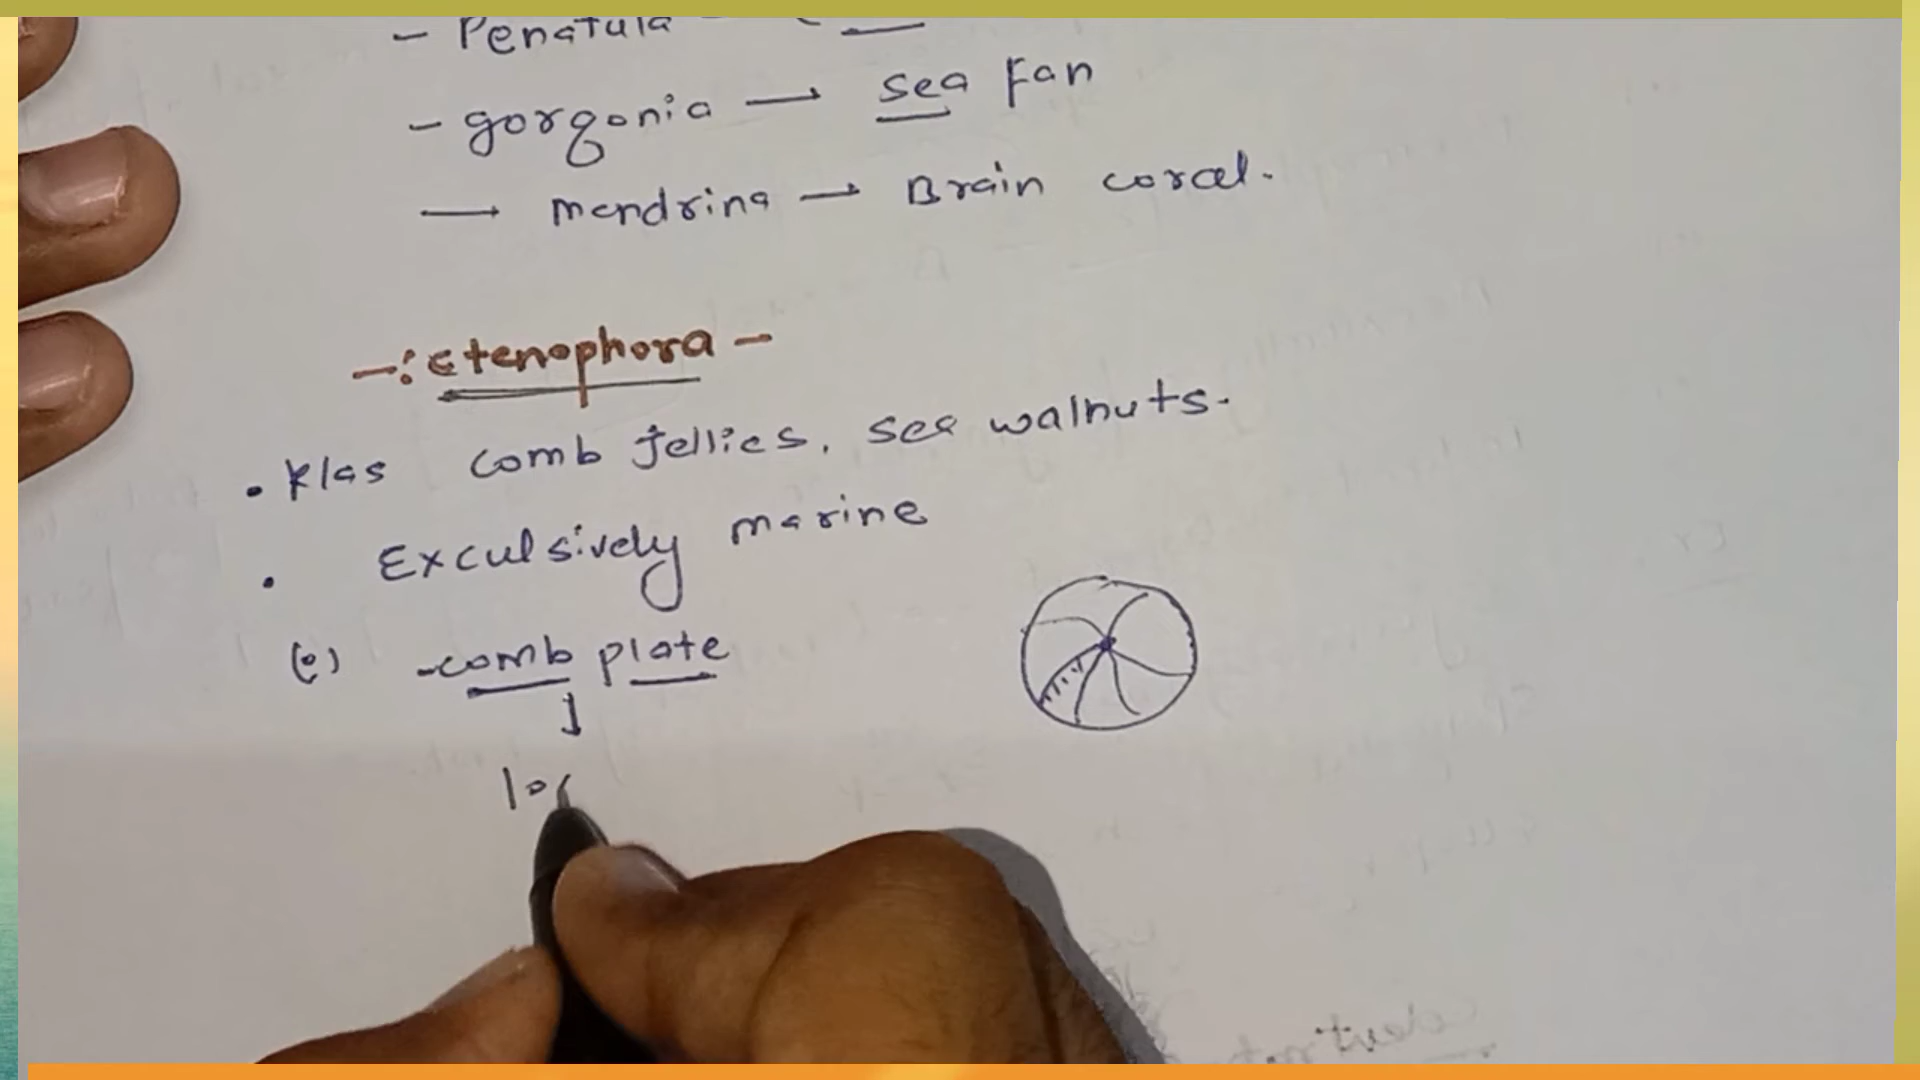 - Penatula -
- gorgonia → sea Fan
→ mendrina → Brain coral.
-: ctenophora -
. Klas comb jellies, sea walnuts.
. Exculsively marine
(e) -comb plate